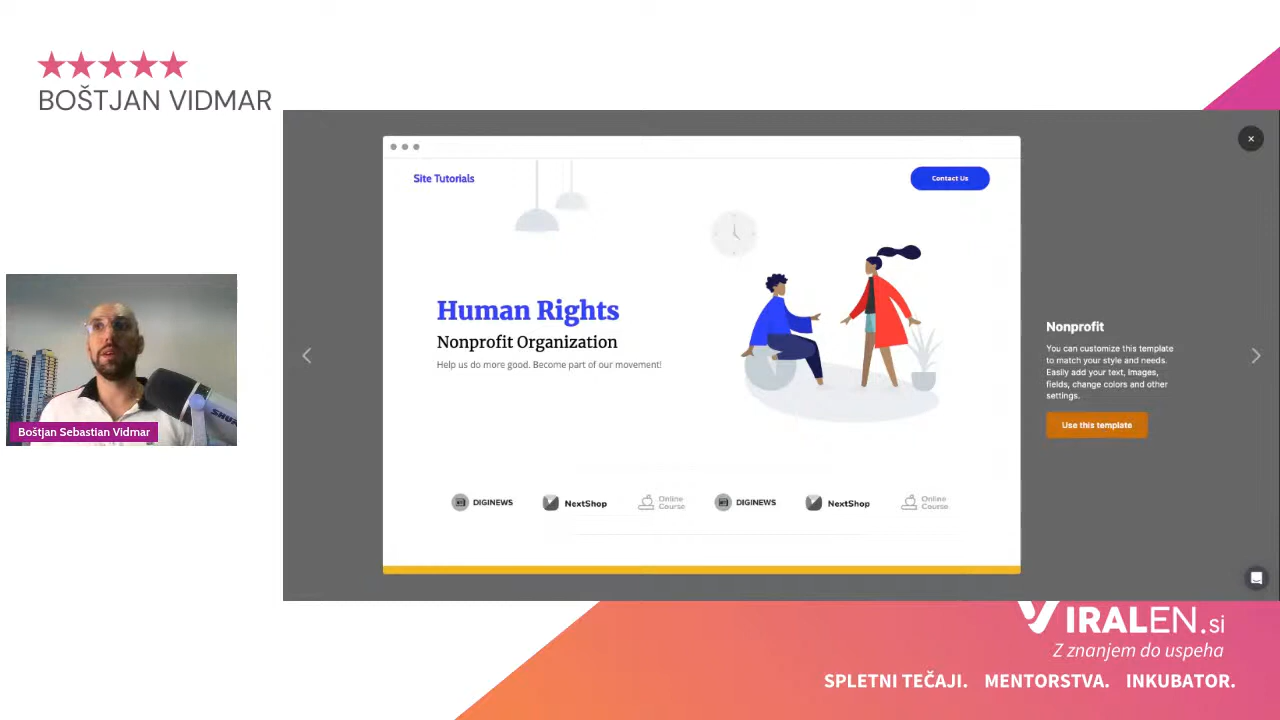 BOŠTJAN VIDMAR
Site Tutorials
Contact Us
Human Rights
Nonprofit Organization
Help us do more good. Become part of our movement!
Nonprofit
You can customize this template
to match your style and needs.
Easily add your text, images,
fields, change colors and other
settings.
Use this template
DIGINEWS
NextShop
Online
Course
DIGINEWS
NextShop
Online
Course
Boštjan Sebastian Vidmar
SHURE
VIRALEN.si
Z znanjem do uspeha
SPLETNI TEČAJI. MENTORSTVA. INKUBATOR.